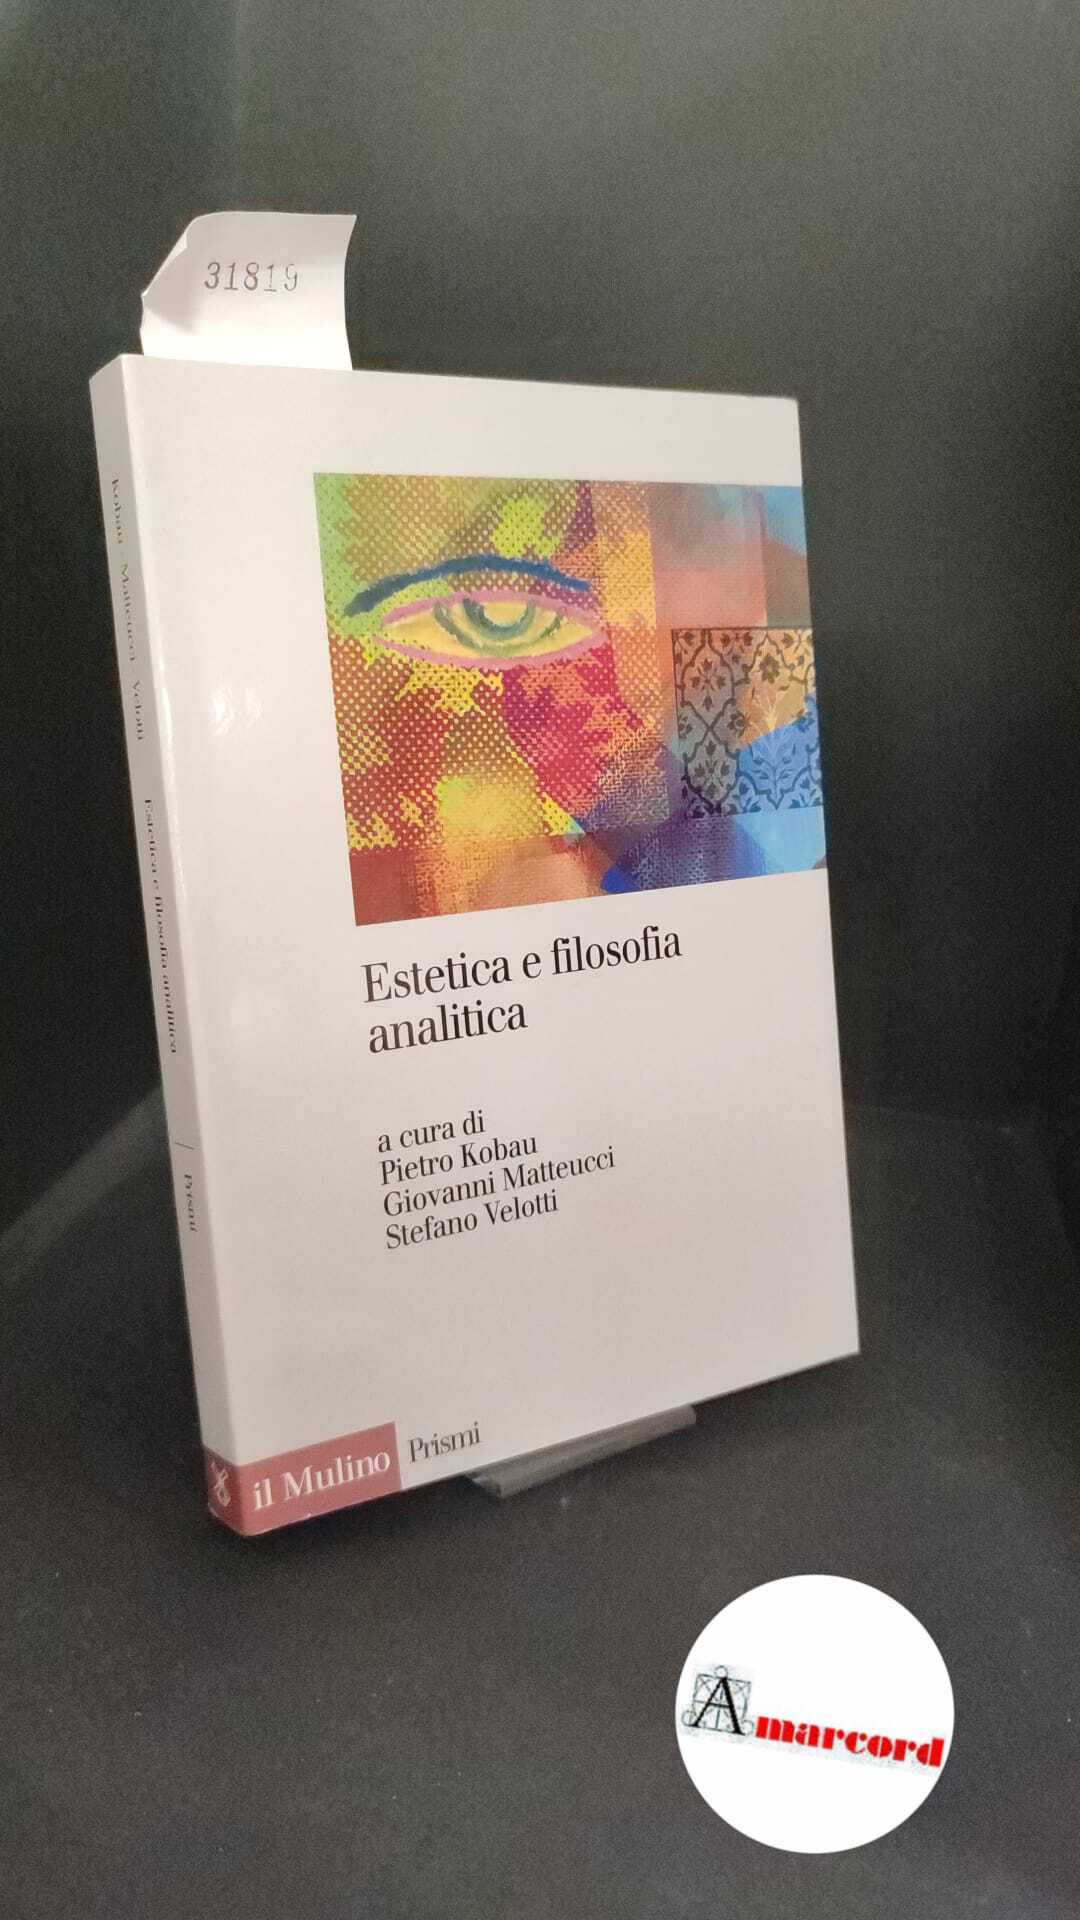 31819
Kobau - Matteucci - Velotti Estetica e filosofia analitica | Prismi
Estetica e filosofia
analitica
a cura di
Pietro Kobau
Giovanni Matteucci
Stefano Velotti
il Mulino Prismi
Amarcord